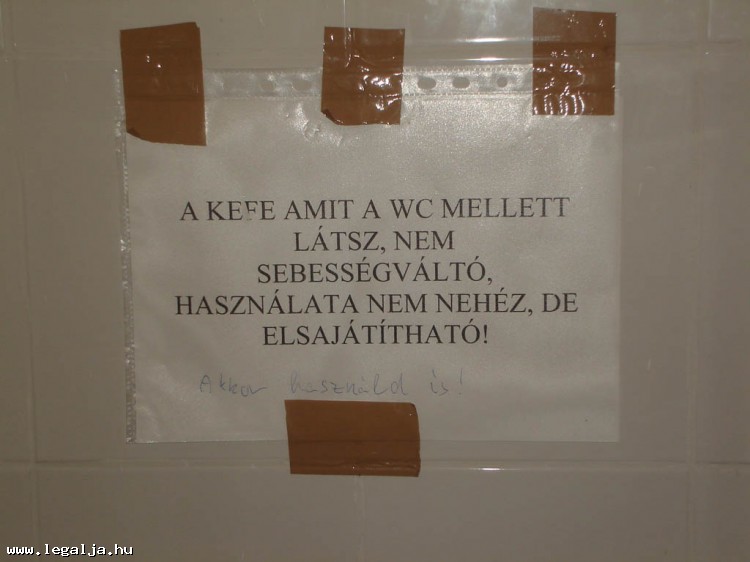 A KEFE AMIT A WC MELLETT
LÁTSZ, NEM
SEBESSÉGVÁLTÓ,
HASZNÁLATA NEM NEHÉZ, DE
ELSAJÁTÍTHATÓ!
Akkor használd is!
www.legalja.hu